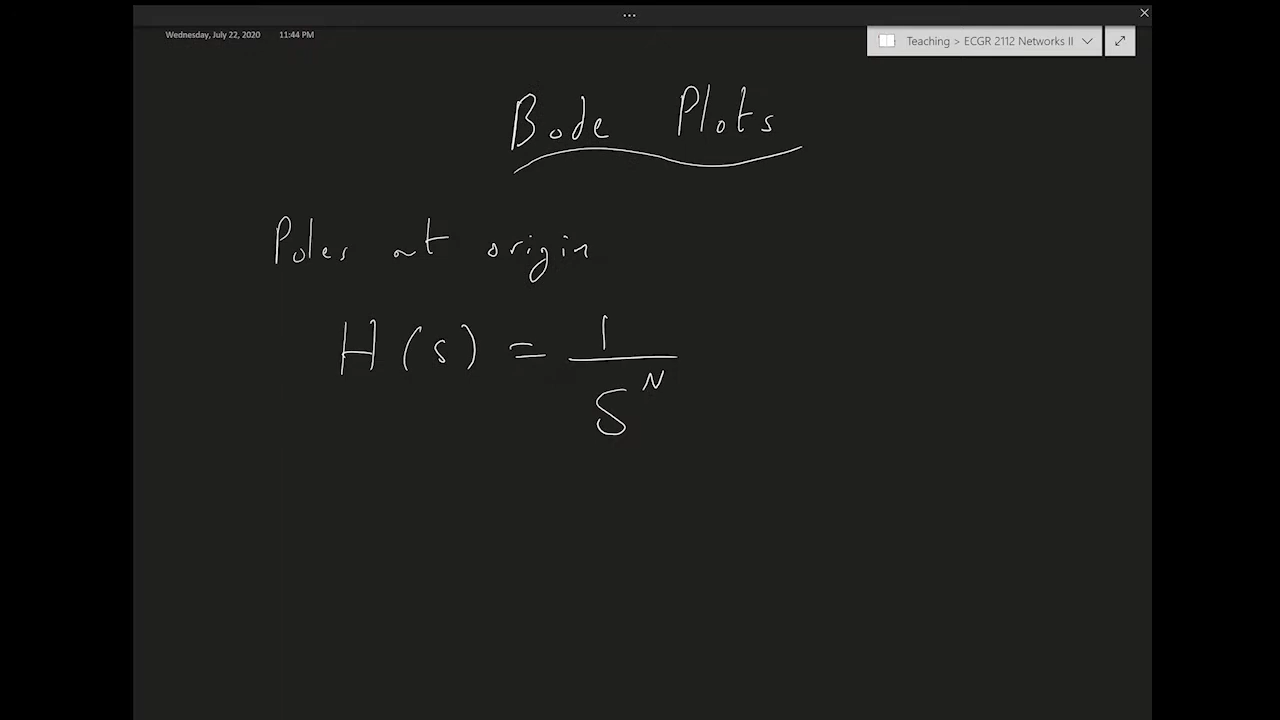 ...
Wednesday, July 22, 2020 11:44 PM
Teaching > ECGR 2112 Networks II
Bode Plots
Poles at origin
H(s) = 1
S^N